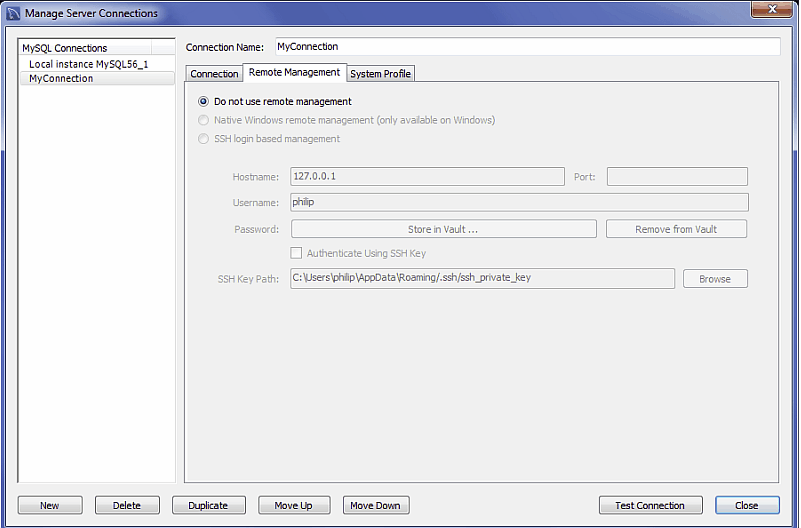 Manage Server Connections
MySQL Connections
Local instance MySQL56_1
MyConnection
Connection Name: MyConnection
Connection Remote Management System Profile
Do not use remote management
Native Windows remote management (only available on Windows)
SSH login based management
Hostname: 127.0.0.1 Port:
Username: philip
Password: Store in Vault ... Remove from Vault
Authenticate Using SSH Key
SSH Key Path: C:\Users\philip\AppData\Roaming/.ssh/ssh_private_key Browse
New Delete Duplicate Move Up Move Down Test Connection Close